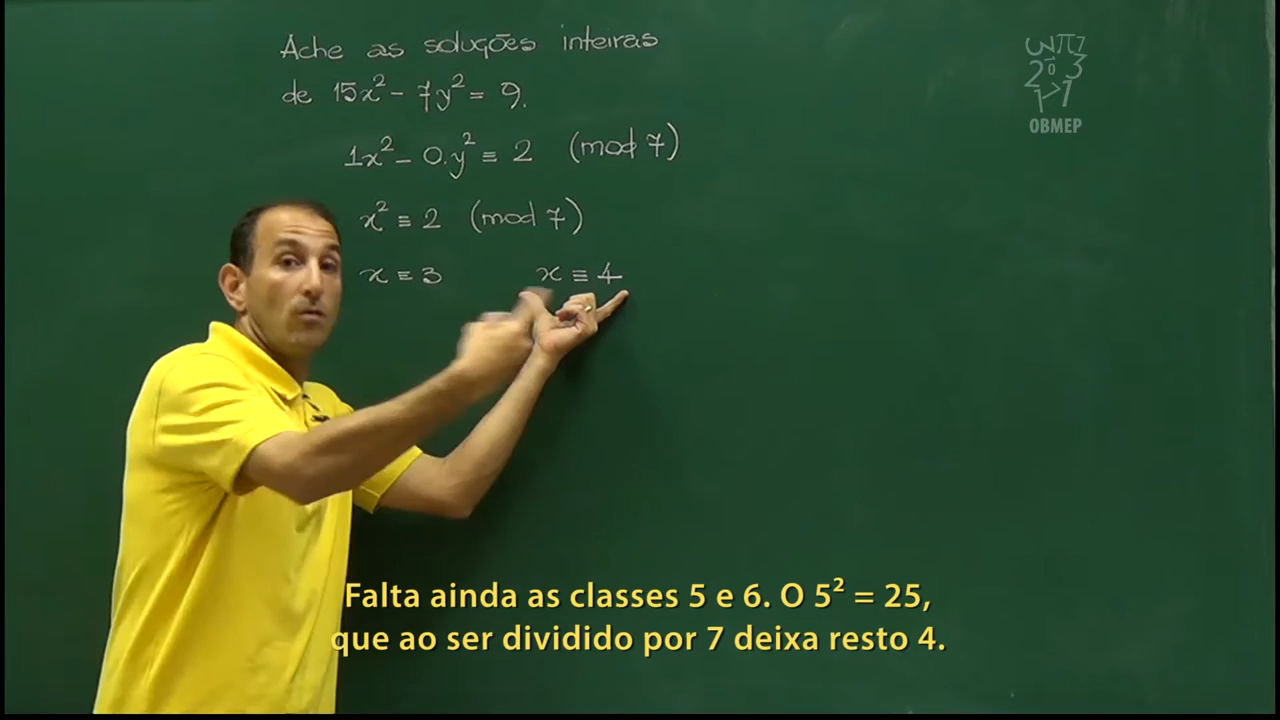 Ache as soluções inteiras
de 15x² - 7y² = 9.
1x² - 0.y² ≡ 2 (mod 7)
x² ≡ 2 (mod 7)
x ≡ 3 x ≡ 4
OBMEP
Falta ainda as classes 5 e 6. O 5² = 25,
que ao ser dividido por 7 deixa resto 4.